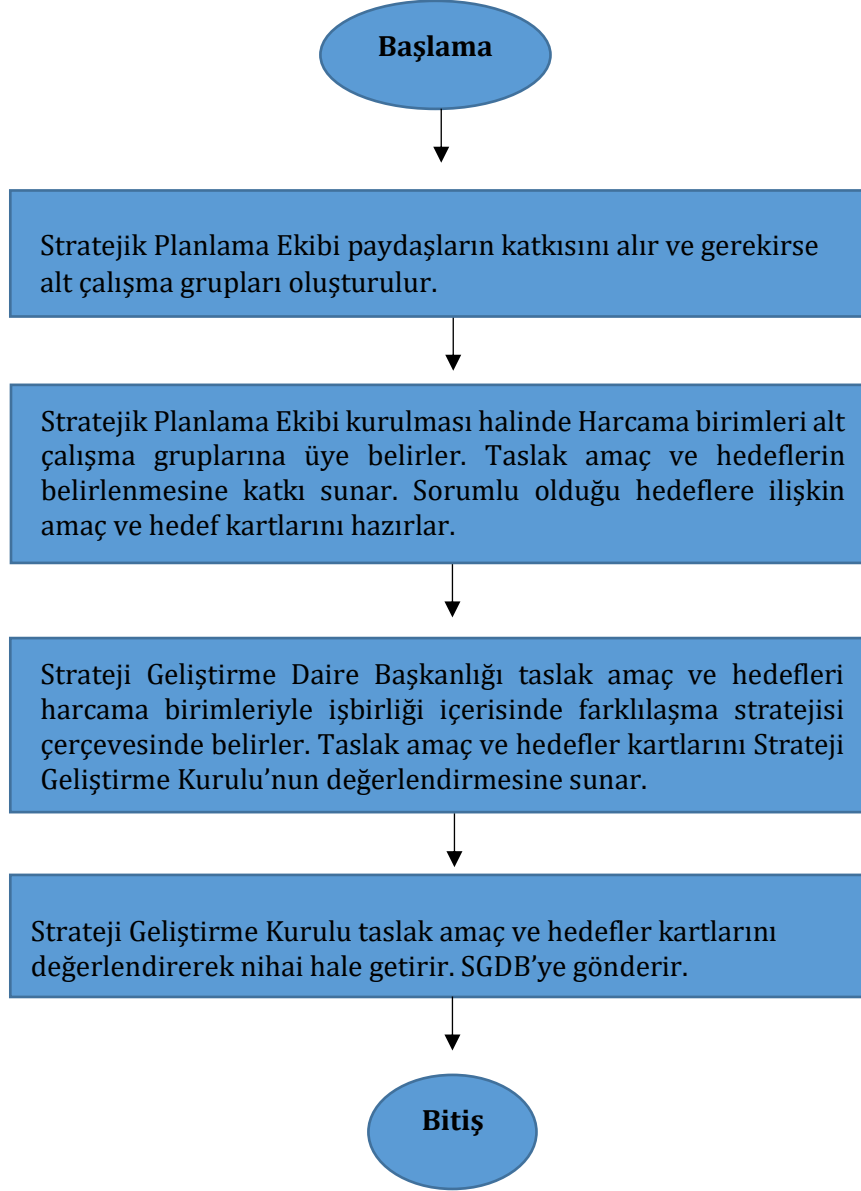 Başlama
Stratejik Planlama Ekibi paydaşların katkısını alır ve gerekirse
alt çalışma grupları oluşturulur.
Stratejik Planlama Ekibi kurulması halinde Harcama birimleri alt
çalışma gruplarına üye belirler. Taslak amaç ve hedeflerin
belirlenmesine katkı sunar. Sorumlu olduğu hedeflere ilişkin
amaç ve hedef kartlarını hazırlar.
Strateji Geliştirme Daire Başkanlığı taslak amaç ve hedefleri
harcama birimleriyle işbirliği içerisinde farklılaşma stratejisi
çerçevesinde belirler. Taslak amaç ve hedefler kartlarını Strateji
Geliştirme Kurulu’nun değerlendirmesine sunar.
Strateji Geliştirme Kurulu taslak amaç ve hedefler kartlarını
değerlendirerek nihai hale getirir. SGDB’ye gönderir.
Bitiş